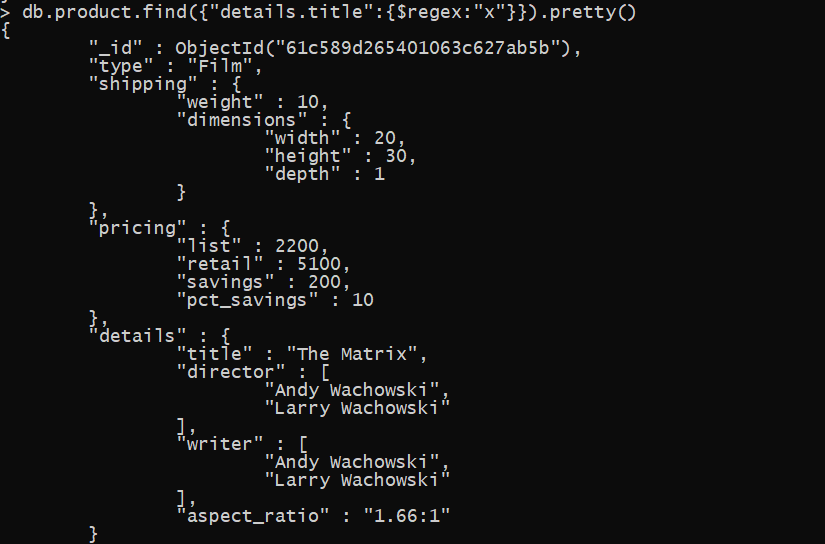 > db.product.find({"details.title":{$regex:"x"}}).pretty()
{
        "_id" : ObjectId("61c589d265401063c627ab5b"),
        "type" : "Film",
        "shipping" : {
                "weight" : 10,
                "dimensions" : {
                        "width" : 20,
                        "height" : 30,
                        "depth" : 1
                }
        },
        "pricing" : {
                "list" : 2200,
                "retail" : 5100,
                "savings" : 200,
                "pct_savings" : 10
        },
        "details" : {
                "title" : "The Matrix",
                "director" : [
                        "Andy Wachowski",
                        "Larry Wachowski"
                ],
                "writer" : [
                        "Andy Wachowski",
                        "Larry Wachowski"
                ],
                "aspect_ratio" : "1.66:1"
        }